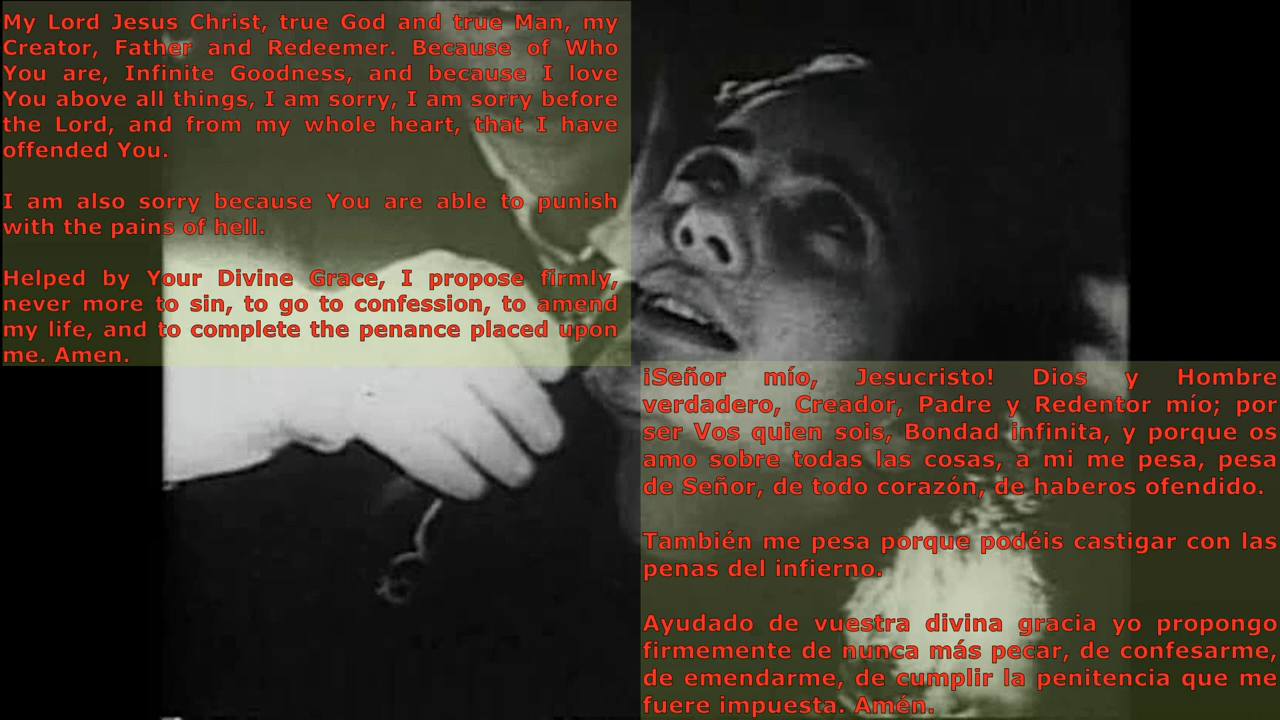 My Lord Jesus Christ, true God and true Man, my
Creator, Father and Redeemer. Because of Who
You are, Infinite Goodness, and because I love
You above all things, I am sorry, I am sorry before
the Lord, and from my whole heart, that I have
offended You.
I am also sorry because You are able to punish
with the pains of hell.
Helped by Your Divine Grace, I propose firmly,
never more to sin, to go to confession, to amend
my life, and to complete the penance placed upon
me. Amen.
¡Señor mío, Jesucristo! Dios y Hombre
verdadero, Creador, Padre y Redentor mío; por
ser Vos quien sois, Bondad infinita, y porque os
amo sobre todas las cosas, a mi me pesa, pesa
de Señor, de todo corazón, de haberos ofendido.
También me pesa porque podéis castigar con las
penas del infierno.
Ayudado de vuestra divina gracia yo propongo
firmemente de nunca más pecar, de confesarme,
de emendarme, de cumplir la penitencia que me
fuere impuesta. Amén.